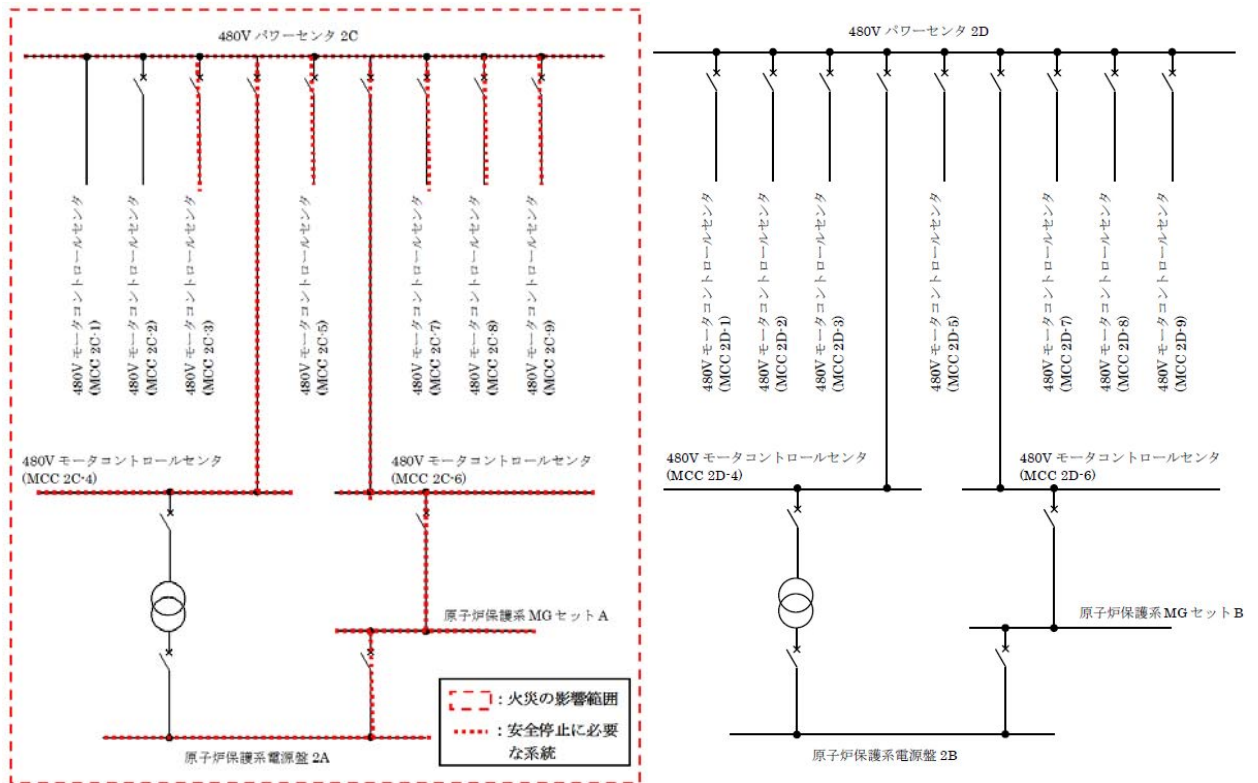 480V パワーセンタ 2C
480V モータコントロールセンタ
(MCC 2C-1)
480V モータコントロールセンタ
(MCC 2C-2)
480V モータコントロールセンタ
(MCC 2C-3)
480V モータコントロールセンタ
(MCC 2C-5)
480V モータコントロールセンタ
(MCC 2C-7)
480V モータコントロールセンタ
(MCC 2C-8)
480V モータコントロールセンタ
(MCC 2C-9)
480V モータコントロールセンタ
(MCC 2C-4)
480V モータコントロールセンタ
(MCC 2C-6)
原子炉保護系 MG セット A
原子炉保護系電源盤 2A
：火災の影響範囲
：安全停止に必要
な系統
480V パワーセンタ 2D
480V モータコントロールセンタ
(MCC 2D-1)
480V モータコントロールセンタ
(MCC 2D-2)
480V モータコントロールセンタ
(MCC 2D-3)
480V モータコントロールセンタ
(MCC 2D-5)
480V モータコントロールセンタ
(MCC 2D-7)
480V モータコントロールセンタ
(MCC 2D-8)
480V モータコントロールセンタ
(MCC 2D-9)
480V モータコントロールセンタ
(MCC 2D-4)
480V モータコントロールセンタ
(MCC 2D-6)
原子炉保護系 MG セット B
原子炉保護系電源盤 2B